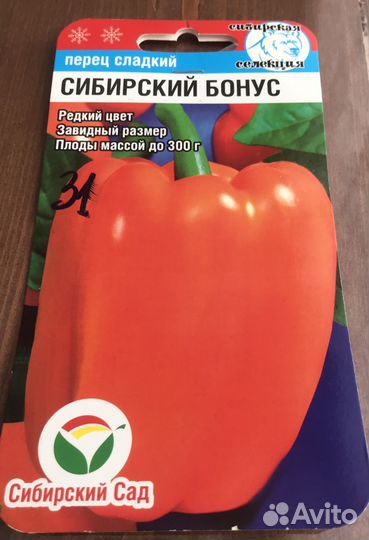 сибирская
селекция
перец сладкий
СИБИРСКИЙ БОНУС
Редкий цвет
Завидный размер
Плоды массой до 300 г
31
Сибирский Сад
Avito